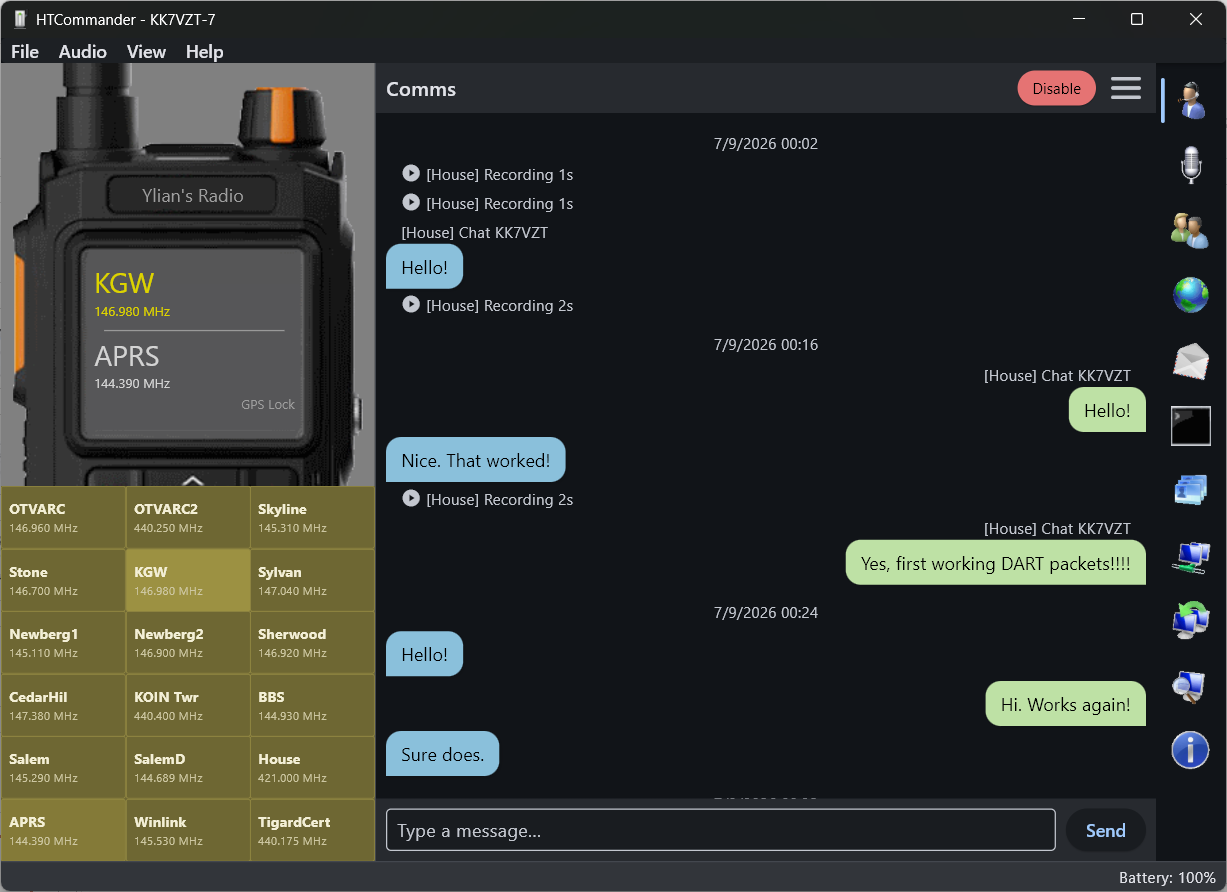 HTCommander - KK7VZT-7
File Audio View Help
Ylian's Radio
KGW
146.980 MHz
APRS
144.390 MHz
GPS Lock
OTVARC
146.960 MHz
OTVARC2
440.250 MHz
Skyline
145.310 MHz
Stone
146.700 MHz
KGW
146.980 MHz
Sylvan
147.040 MHz
Newberg1
145.110 MHz
Newberg2
146.900 MHz
Sherwood
146.920 MHz
CedarHil
147.380 MHz
KOIN Twr
440.400 MHz
BBS
144.930 MHz
Salem
145.290 MHz
SalemD
144.689 MHz
House
421.000 MHz
APRS
144.390 MHz
Winlink
145.530 MHz
TigardCert
440.175 MHz
Comms
Disable
7/9/2026 00:02
[House] Recording 1s
[House] Recording 1s
[House] Chat KK7VZT
Hello!
[House] Recording 2s
7/9/2026 00:16
[House] Chat KK7VZT
Hello!
Nice. That worked!
[House] Recording 2s
[House] Chat KK7VZT
Yes, first working DART packets!!!!
7/9/2026 00:24
Hello!
Hi. Works again!
Sure does.
Type a message...
Send
Battery: 100%